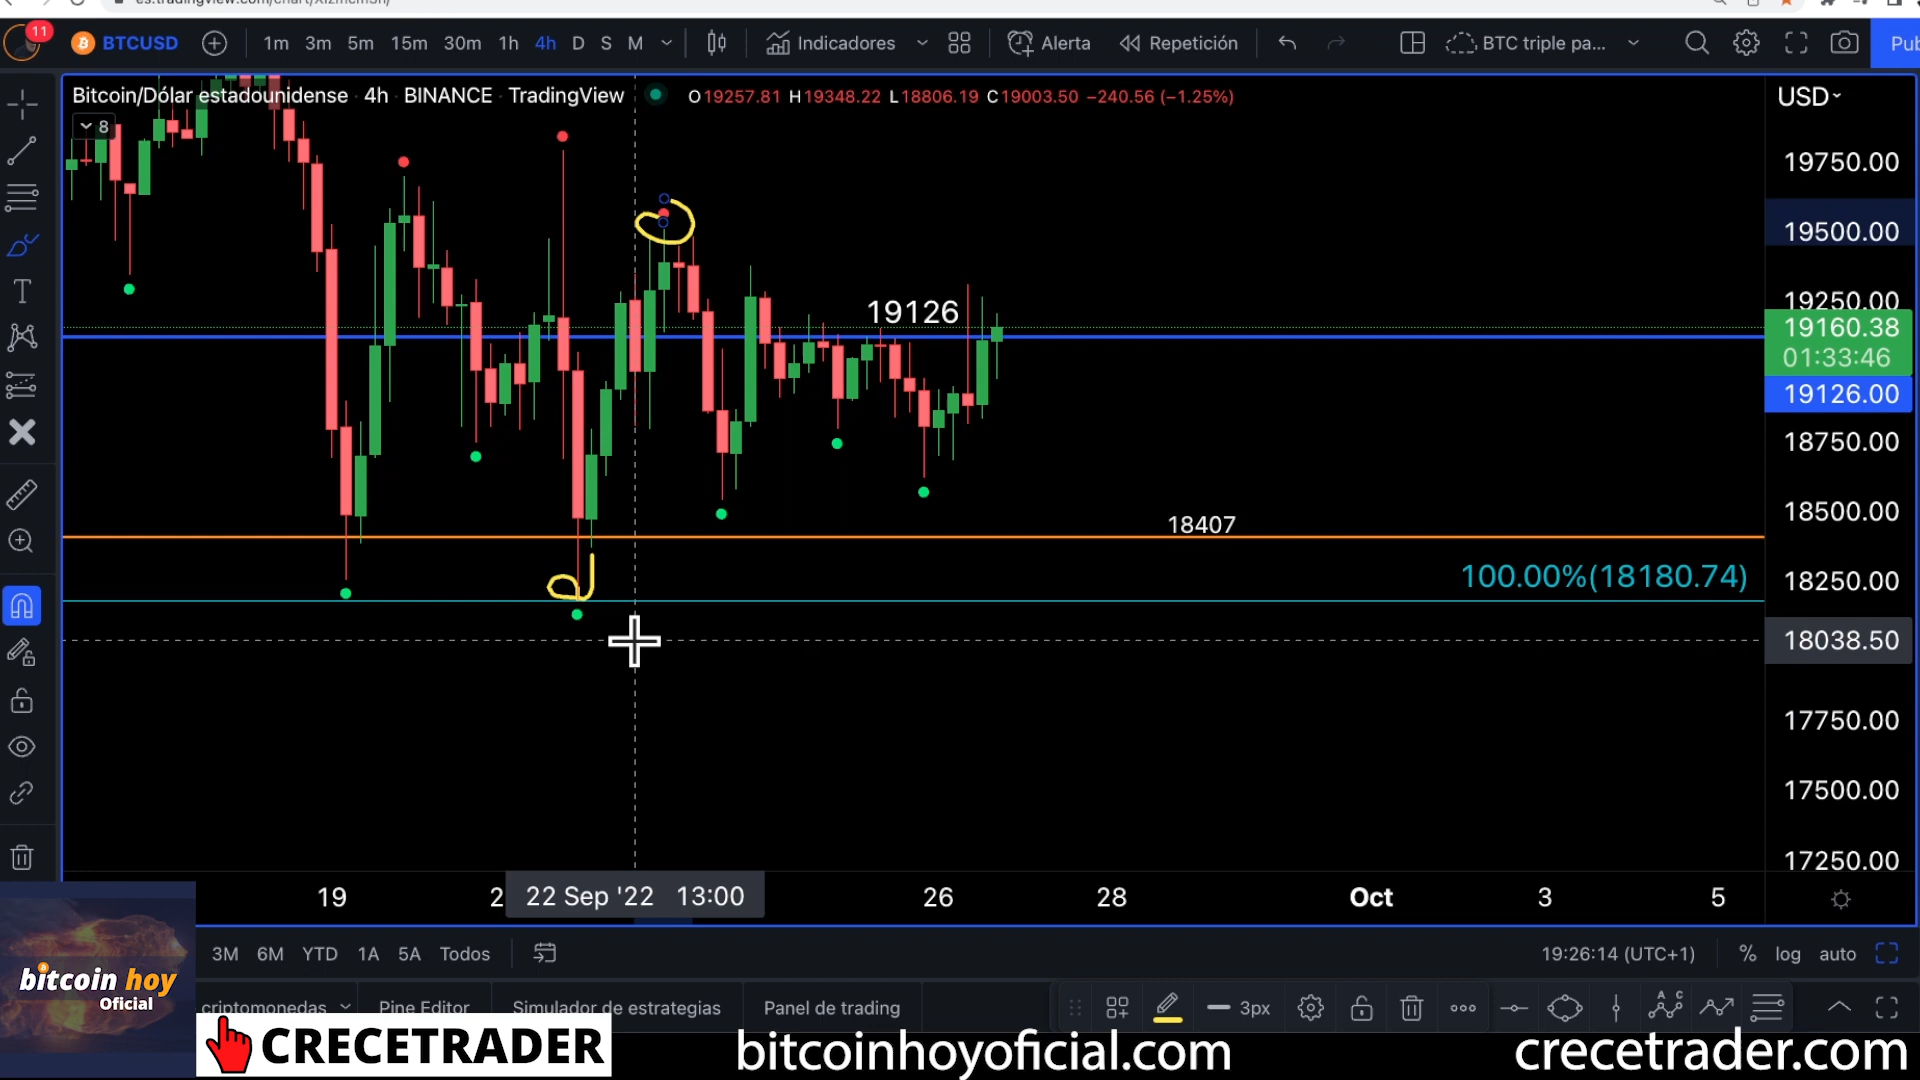 11
BTCUSD
1m 3m 5m 15m 30m 1h 4h D S M
Indicadores
Alerta
Repetición
BTC triple pa...
Pub
Bitcoin/Dólar estadounidense · 4h · BINANCE · TradingView
O19257.81 H19348.22 L18806.19 C19003.50 −240.56 (−1.25%)
USD
8
19750.00
19500.00
19250.00
19126
19160.38
01:33:46
19126.00
18750.00
18500.00
18407
100.00%(18180.74)
18250.00
18038.50
17750.00
17500.00
17250.00
19
2
22 Sep '22 13:00
26
28
Oct
3
5
3M 6M YTD 1A 5A Todos
19:26:14 (UTC+1)
% log auto
criptomonedas
Pine Editor
Simulador de estrategias
Panel de trading
3px
bitcoin hoy
Oficial
CRECETRADER
bitcoinhoyoficial.com
crecetrader.com